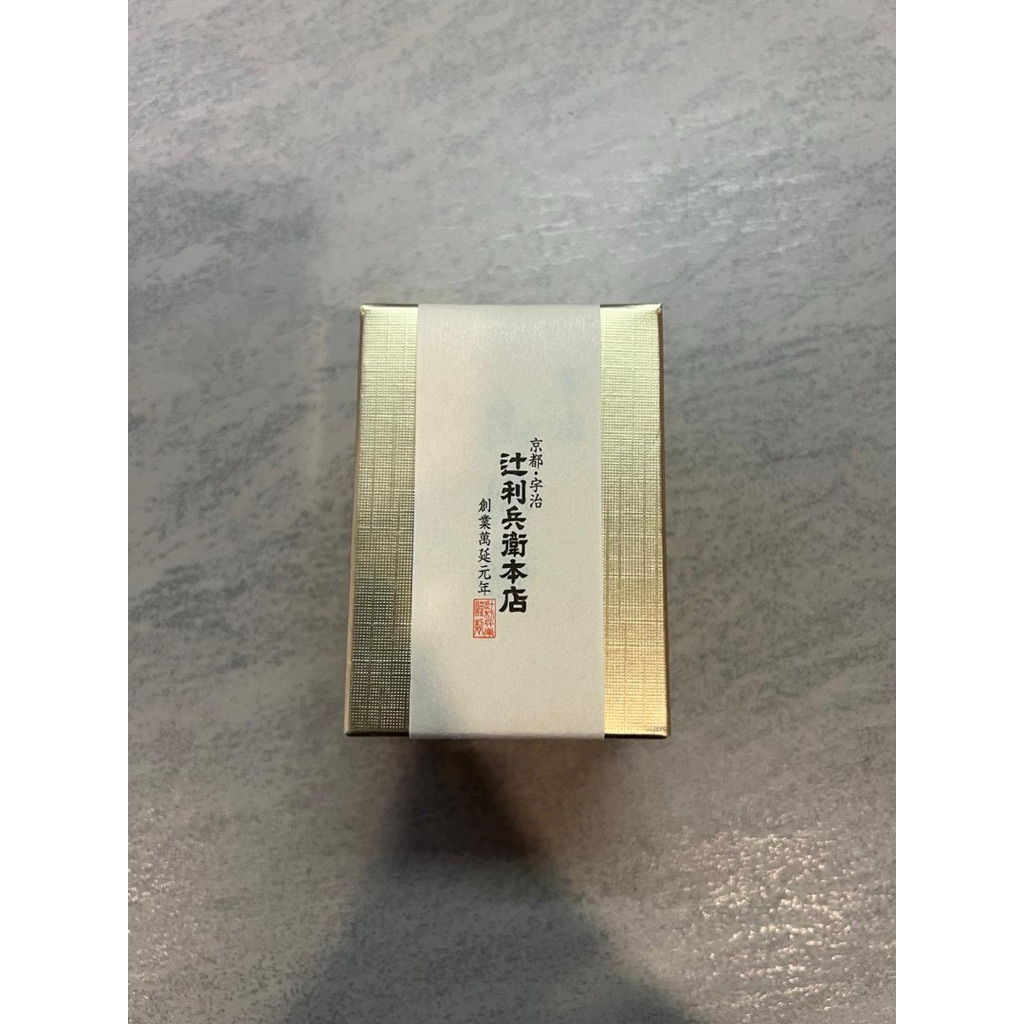 京都・宇治
辻利兵衛本店
創業萬延元年